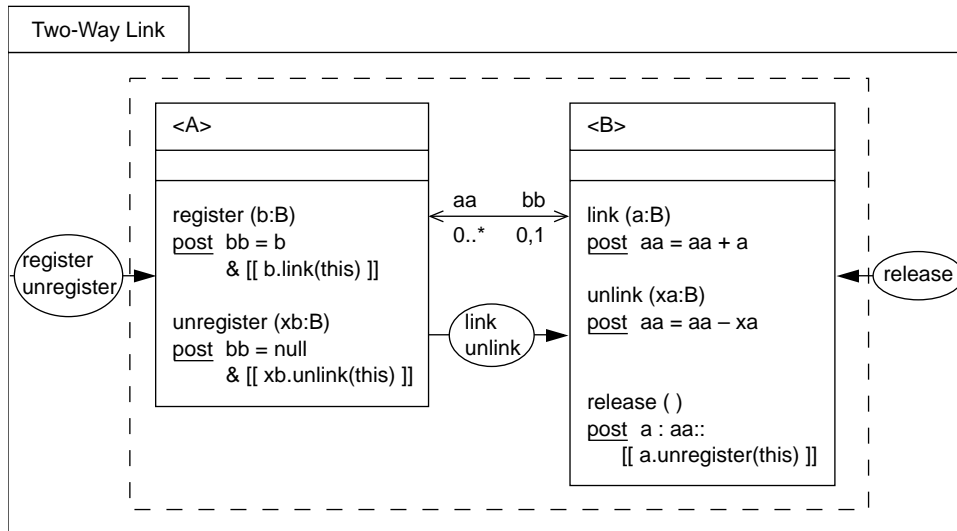 Two-Way Link
<A>
register (b:B)
post bb = b
& [[ b.link(this) ]]
unregister (xb:B)
post bb = null
& [[ xb.unlink(this) ]]
aa bb
0..* 0,1
<B>
link (a:B)
post aa = aa + a
unlink (xa:B)
post aa = aa – xa
release ( )
post a : aa::
[[ a.unregister(this) ]]
register
unregister
link
unlink
release